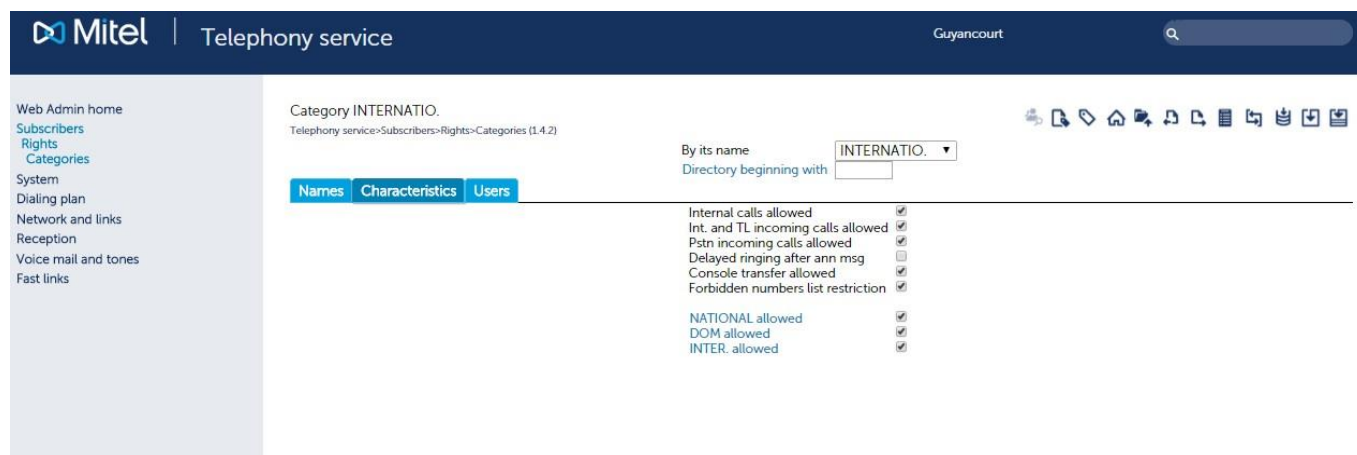 Mitel | Telephony service
Guyancourt
Web Admin home
Subscribers
Rights
Categories
System
Dialing plan
Network and links
Reception
Voice mail and tones
Fast links
Category INTERNATIO.
Telephony service>Subscribers>Rights>Categories (1.4.2)
By its name INTERNATIO.
Directory beginning with
Names Characteristics Users
Internal calls allowed
Int. and TL incoming calls allowed
Pstn incoming calls allowed
Delayed ringing after ann msg
Console transfer allowed
Forbidden numbers list restriction
NATIONAL allowed
DOM allowed
INTER. allowed